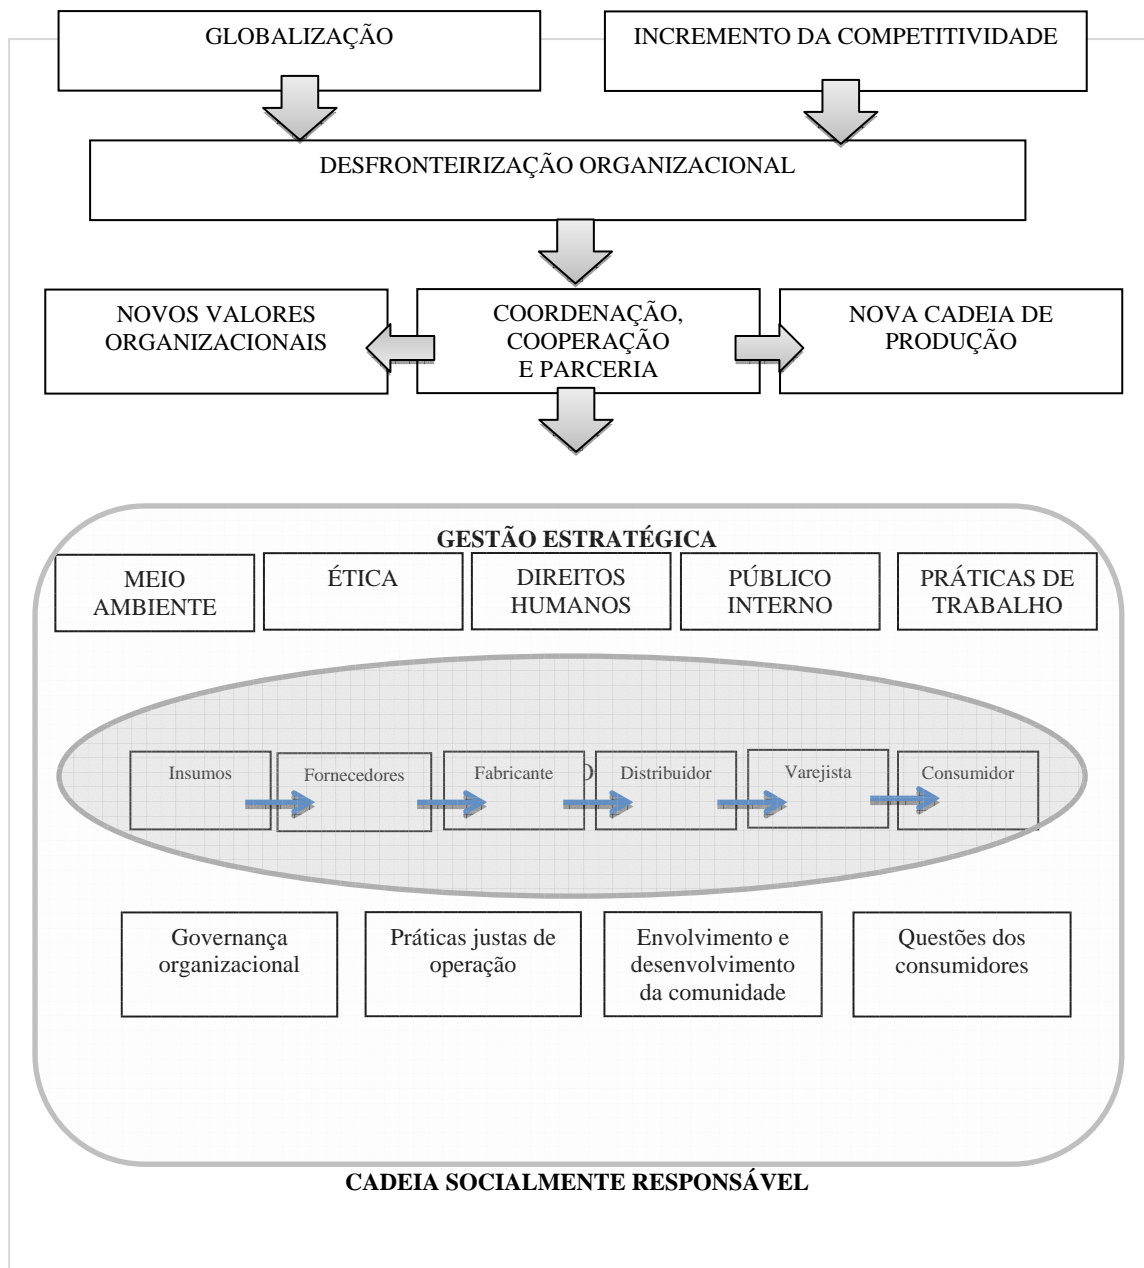 GLOBALIZAÇÃO
INCREMENTO DA COMPETITIVIDADE
DESFRONTEIRIZAÇÃO ORGANIZACIONAL
NOVOS VALORES
ORGANIZACIONAIS
COORDENAÇÃO,
COOPERAÇÃO
E PARCERIA
NOVA CADEIA DE
PRODUÇÃO
GESTÃO ESTRATÉGICA
MEIO
AMBIENTE
ÉTICA
DIREITOS
HUMANOS
PÚBLICO
INTERNO
PRÁTICAS DE
TRABALHO
Insumos
Fornecedores
Fabricante
Distribuidor
Varejista
Consumidor
Governança
organizacional
Práticas justas de
operação
Envolvimento e
desenvolvimento
da comunidade
Questões dos
consumidores
CADEIA SOCIALMENTE RESPONSÁVEL